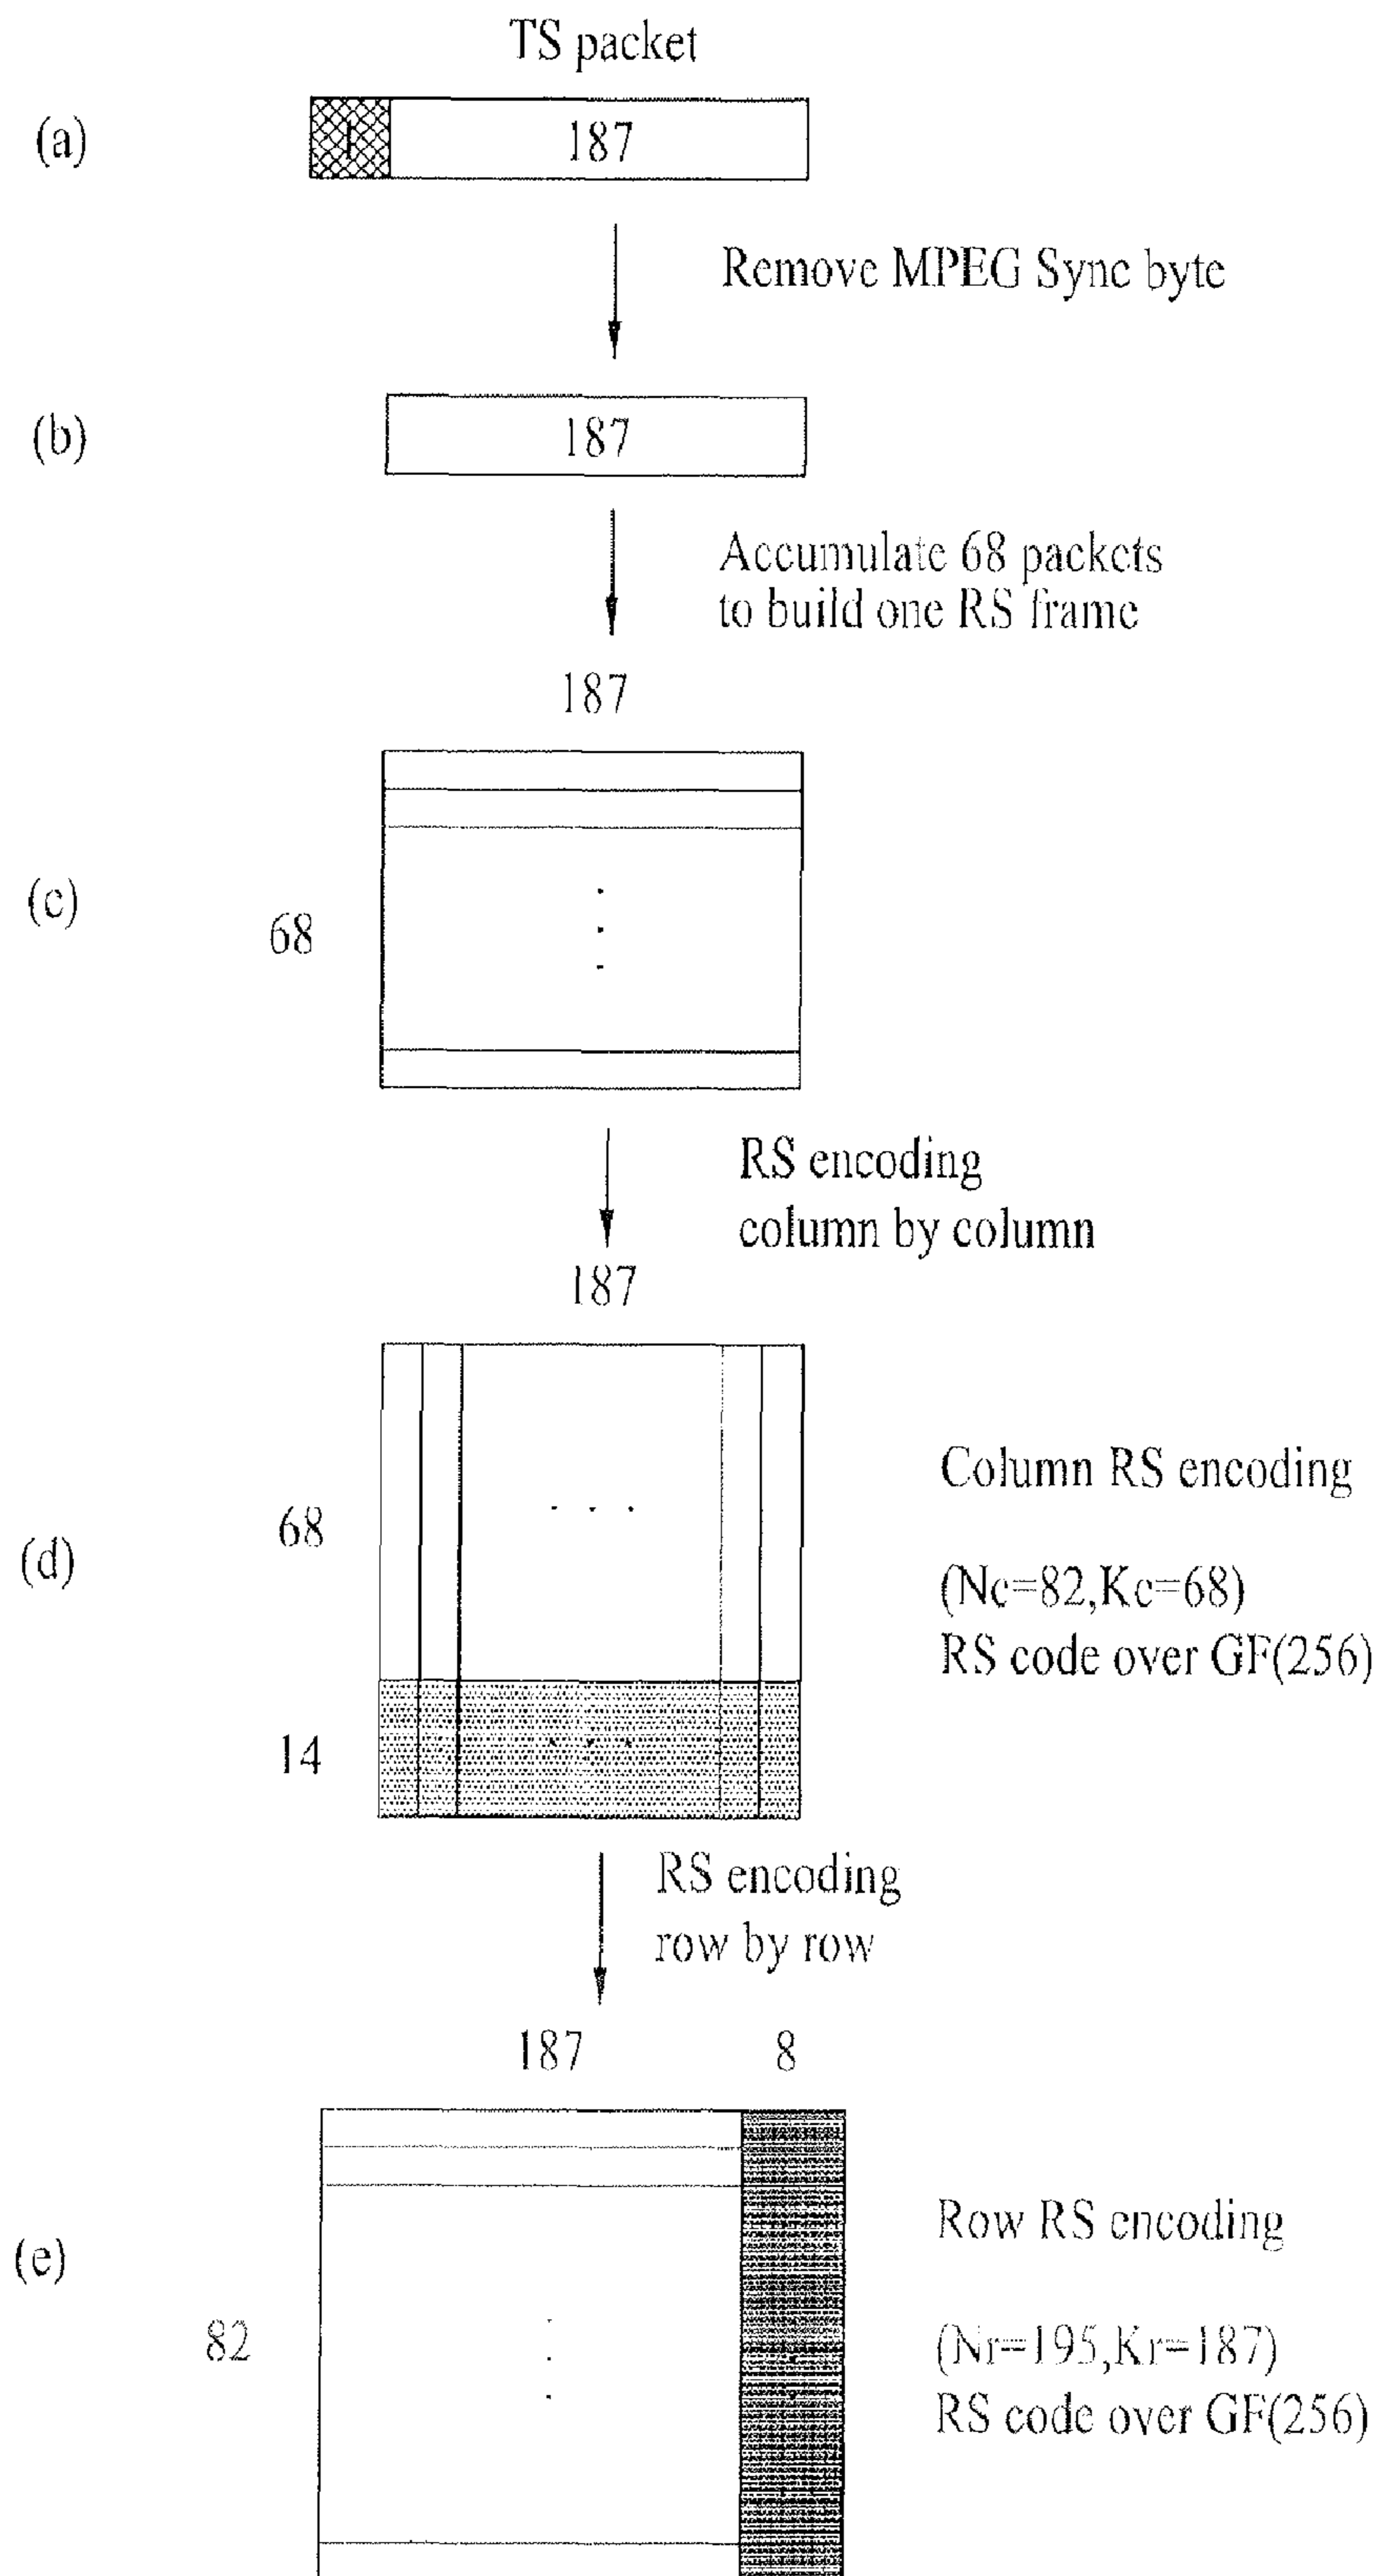 TS packet
(a)
1
187
Remove MPEG Sync byte
(b)
187
Accumulate 68 packets
to build one RS frame
187
(c)
68
RS encoding
column by column
187
(d)
68
14
Column RS encoding
(Nc=82,Kc=68)
RS code over GF(256)
RS encoding
row by row
187
8
(e)
82
Row RS encoding
(Nr=195,Kr=187)
RS code over GF(256)